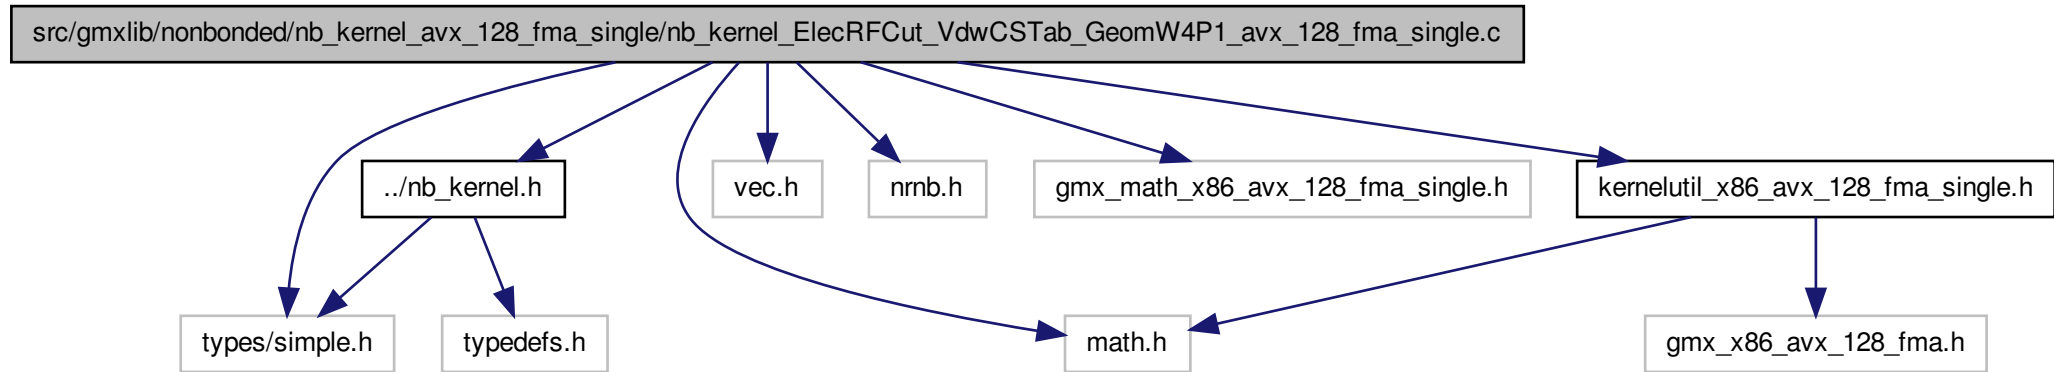 src/gmxlib/nonbonded/nb_kernel_avx_128_fma_single/nb_kernel_ElecRFCut_VdwCSTab_GeomW4P1_avx_128_fma_single.c
../nb_kernel.h
vec.h
nrnb.h
gmx_math_x86_avx_128_fma_single.h
kernelutil_x86_avx_128_fma_single.h
types/simple.h
typedefs.h
math.h
gmx_x86_avx_128_fma.h